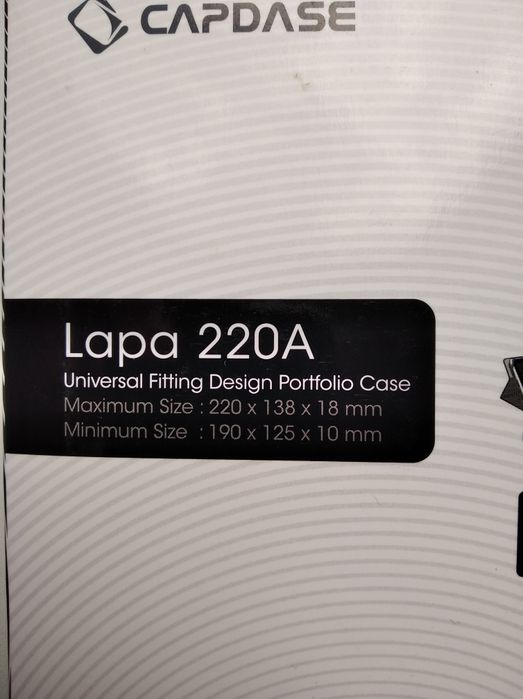 CAPDASE
Lapa 220A
Universal Fitting Design Portfolio Case
Maximum Size : 220 x 138 x 18 mm
Minimum Size : 190 x 125 x 10 mm